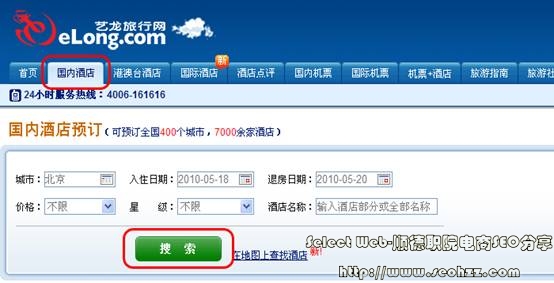 艺龙旅行网
eLong.com
首页 国内酒店 港澳台酒店 国际酒店 新 酒店点评 国内机票 国际机票 机票+酒店 旅游指南 旅游社
24小时服务热线：4006-161616
国内酒店预订（可预订全国400个城市，7000余家酒店）
城市：北京 入住日期：2010-05-18 退房日期：2010-05-20
价格：不限 星 级：不限 酒店名称：输入酒店部分或全部名称
搜 索 在地图上查找酒店 新!
Select Web-顺德职院电商SEO分享
http://www.seohzz.com/